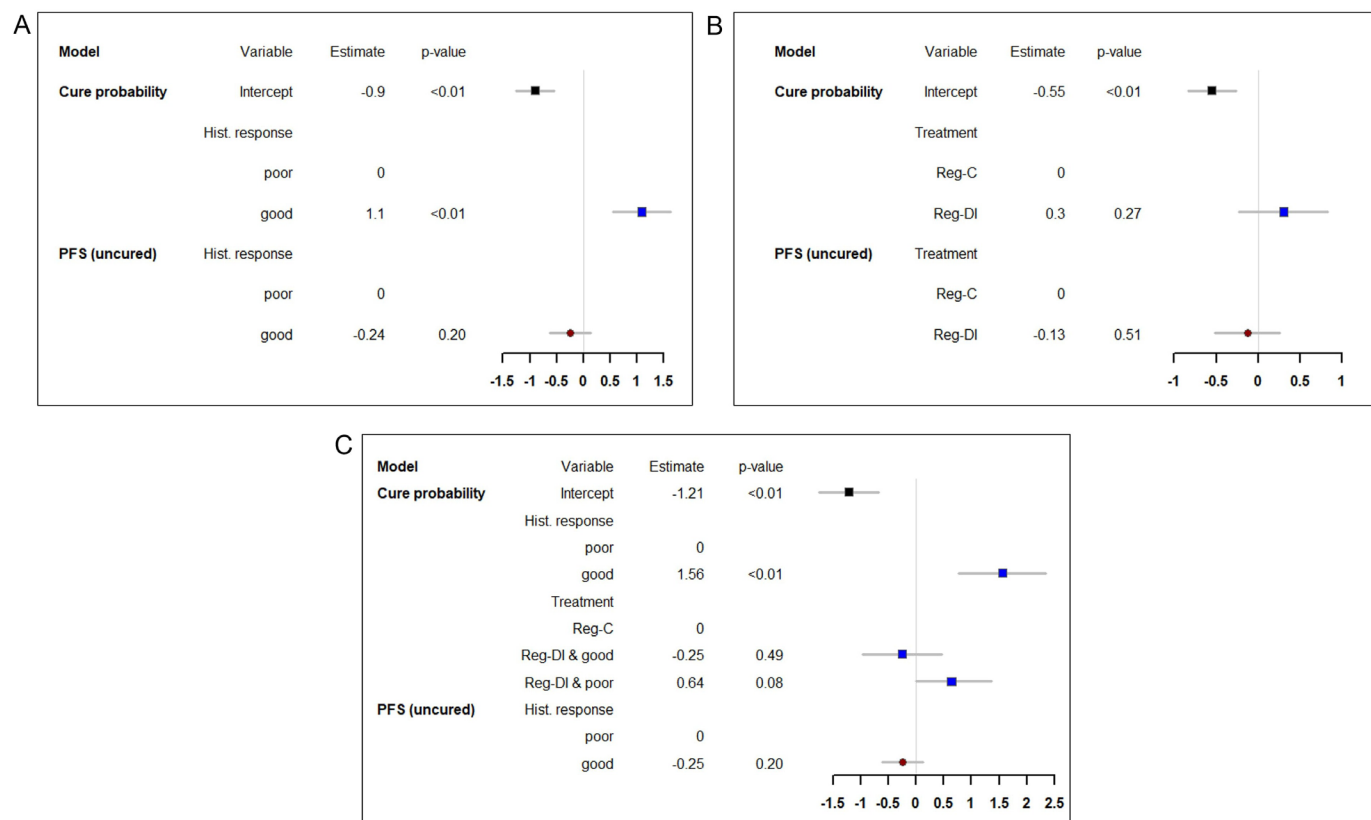 A
Model Variable Estimate p-value
Cure probability Intercept -0.9 <0.01
Hist. response
poor 0
good 1.1 <0.01
PFS (uncured) Hist. response
poor 0
good -0.24 0.20
-1.5 -1 -0.5 0 0.5 1 1.5
B
Model Variable Estimate p-value
Cure probability Intercept -0.55 <0.01
Treatment
Reg-C 0
Reg-DI 0.3 0.27
PFS (uncured) Treatment
Reg-C 0
Reg-DI -0.13 0.51
-1 -0.5 0 0.5 1
C
Model Variable Estimate p-value
Cure probability Intercept -1.21 <0.01
Hist. response
poor 0
good 1.56 <0.01
Treatment
Reg-C 0
Reg-DI & good -0.25 0.49
Reg-DI & poor 0.64 0.08
PFS (uncured) Hist. response
poor 0
good -0.25 0.20
-1.5 -1 -0.5 0 0.5 1 1.5 2 2.5